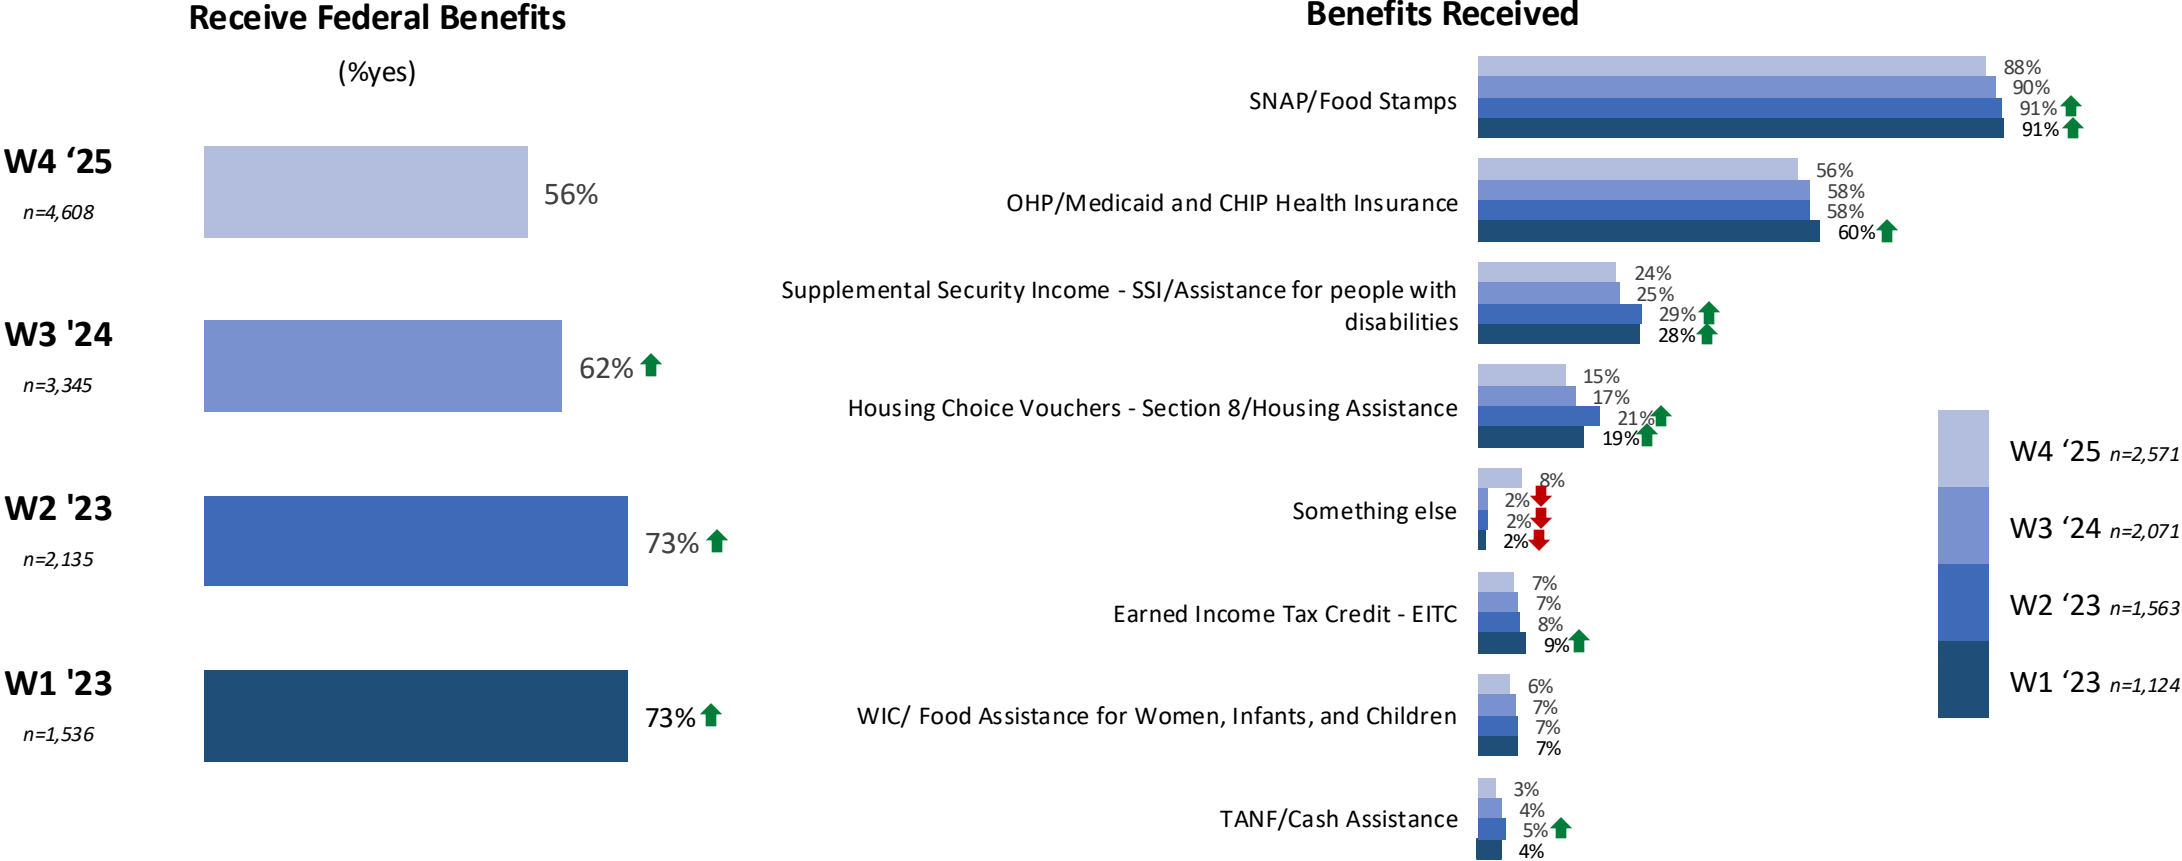 Receive Federal Benefits
(%yes)
W4 ‘25
n=4,608
56%
W3 '24
n=3,345
62%
W2 '23
n=2,135
73%
W1 '23
n=1,536
73%
Benefits Received
SNAP/Food Stamps
88%
90%
91%
91%
OHP/Medicaid and CHIP Health Insurance
56%
58%
58%
60%
Supplemental Security Income - SSI/Assistance for people with
disabilities
24%
25%
29%
28%
Housing Choice Vouchers - Section 8/Housing Assistance
15%
17%
21%
19%
Something else
8%
2%
2%
2%
Earned Income Tax Credit - EITC
7%
7%
8%
9%
WIC/ Food Assistance for Women, Infants, and Children
6%
7%
7%
7%
TANF/Cash Assistance
3%
4%
5%
4%
W4 ‘25 n=2,571
W3 ‘24 n=2,071
W2 ‘23 n=1,563
W1 ‘23 n=1,124